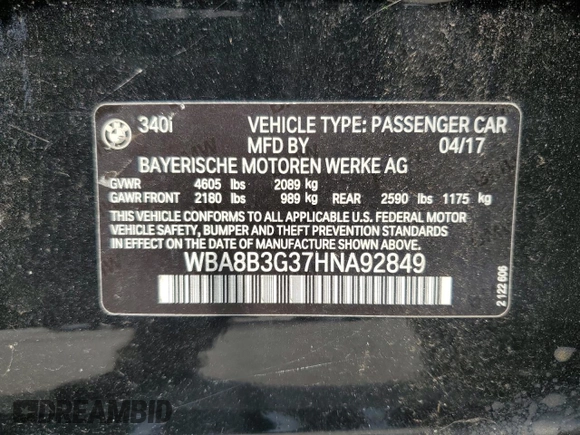 340i VEHICLE TYPE: PASSENGER CAR
MFD BY 04/17
BAYERISCHE MOTOREN WERKE AG
GVWR 4605 lbs 2089 kg
GAWR FRONT 2180 lbs 989 kg REAR 2590 lbs 1175 kg
THIS VEHICLE CONFORMS TO ALL APPLICABLE U.S. FEDERAL MOTOR
VEHICLE SAFETY, BUMPER AND THEFT PREVENTION STANDARDS
IN EFFECT ON THE DATE OF MANUFACTURE SHOWN ABOVE.
WBA8B3G37HNA92849
2 122 606
DREAMBID